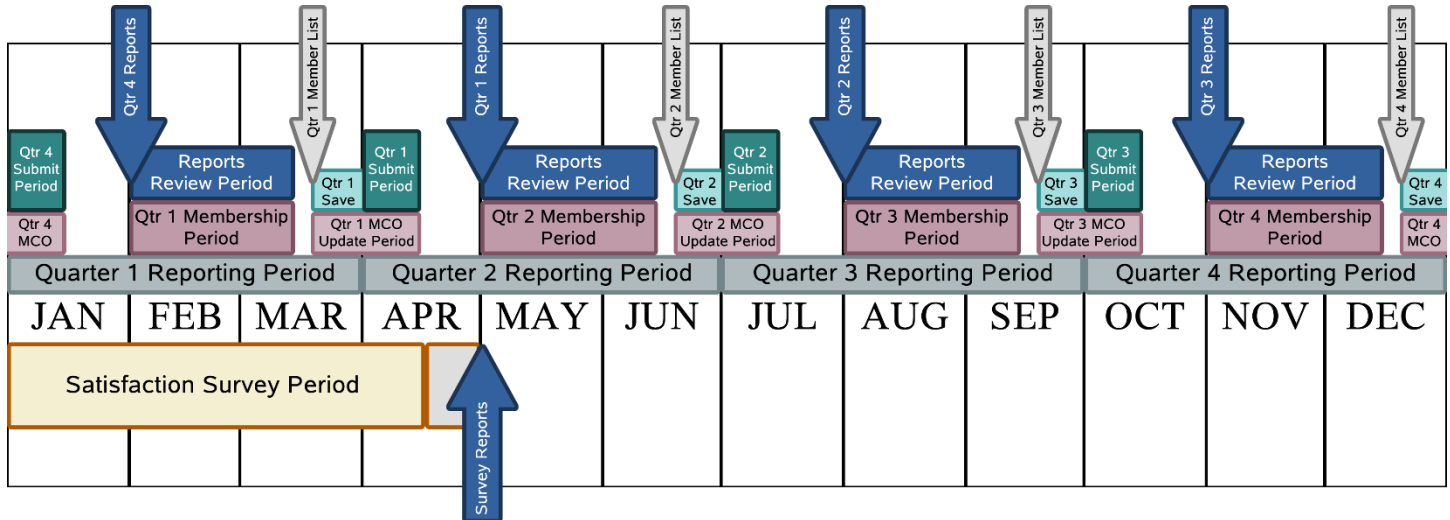 Qtr 4 Reports
Qtr 1 Member List
Qtr 1 Reports
Qtr 2 Member List
Qtr 2 Reports
Qtr 3 Member List
Qtr 3 Reports
Qtr 4 Member List
Qtr 4
Submit
Period
Reports
Review Period
Qtr 1
Save
Qtr 1
Submit
Period
Reports
Review Period
Qtr 2
Save
Qtr 2
Submit
Period
Reports
Review Period
Qtr 3
Save
Qtr 3
Submit
Period
Reports
Review Period
Qtr 4
Save
Qtr 4
MCO
Qtr 1 Membership
Period
Qtr 1 MCO
Update Period
Qtr 2 Membership
Period
Qtr 2 MCO
Update Period
Qtr 3 Membership
Period
Qtr 3 MCO
Update Period
Qtr 4 Membership
Period
Qtr 4
MCO
Quarter 1 Reporting Period
Quarter 2 Reporting Period
Quarter 3 Reporting Period
Quarter 4 Reporting Period
JAN
FEB
MAR
APR
MAY
JUN
JUL
AUG
SEP
OCT
NOV
DEC
Satisfaction Survey Period
Survey Reports